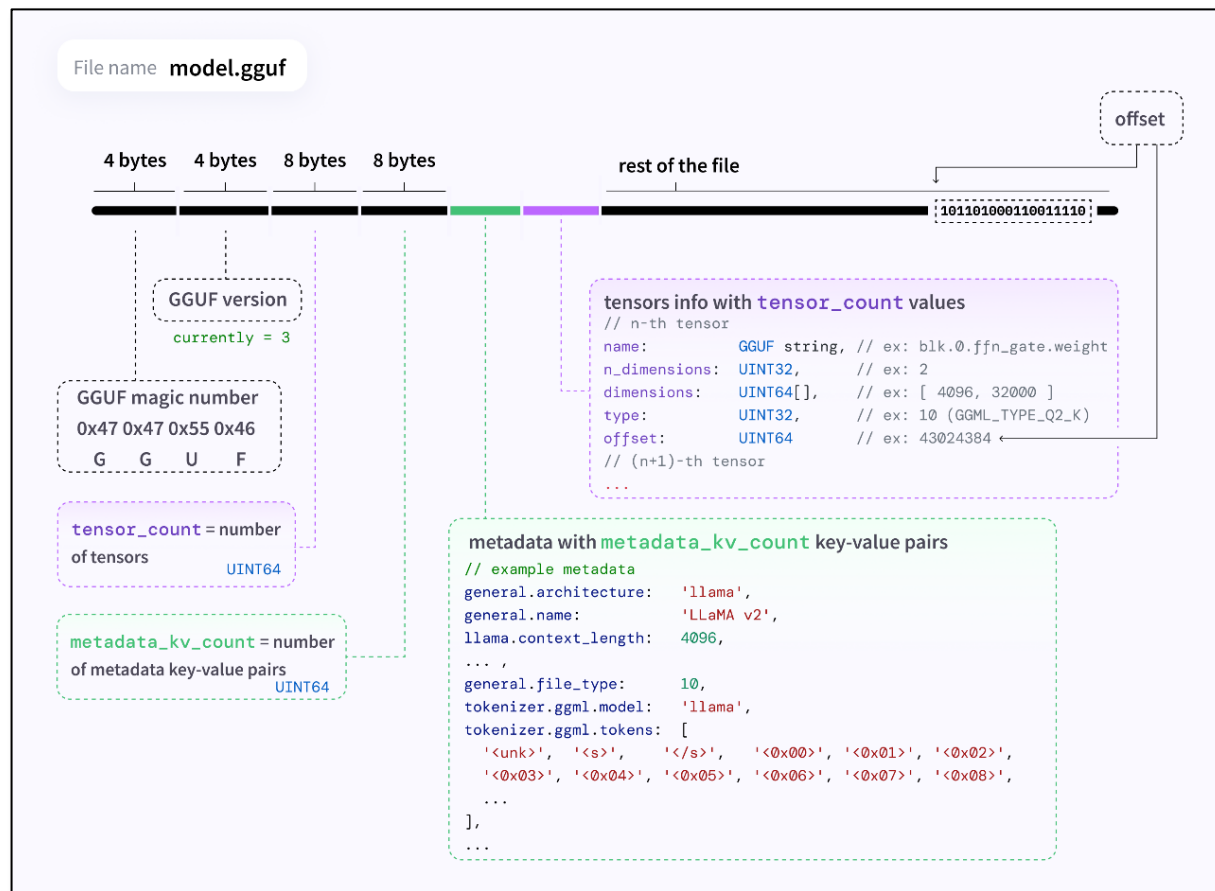 File name model.gguf
offset
4 bytes 4 bytes 8 bytes 8 bytes rest of the file
101101000110011110
GGUF version
currently = 3
GGUF magic number
0x47 0x47 0x55 0x46
G G U F
tensor_count = number
of tensors
UINT64
metadata_kv_count = number
of metadata key-value pairs
UINT64
tensors info with tensor_count values
// n-th tensor
name: GGUF string, // ex: blk.0.ffn_gate.weight
n_dimensions: UINT32, // ex: 2
dimensions: UINT64[], // ex: [ 4096, 32000 ]
type: UINT32, // ex: 10 (GGML_TYPE_Q2_K)
offset: UINT64 // ex: 43024384
// (n+1)-th tensor
...
metadata with metadata_kv_count key-value pairs
// example metadata
general.architecture: 'llama',
general.name: 'LLaMA v2',
llama.context_length: 4096,
... ,
general.file_type: 10,
tokenizer.ggml.model: 'llama',
tokenizer.ggml.tokens: [
'<unk>', '<s>', '</s>', '<0x00>', '<0x01>', '<0x02>',
'<0x03>', '<0x04>', '<0x05>', '<0x06>', '<0x07>', '<0x08>',
...
],
...